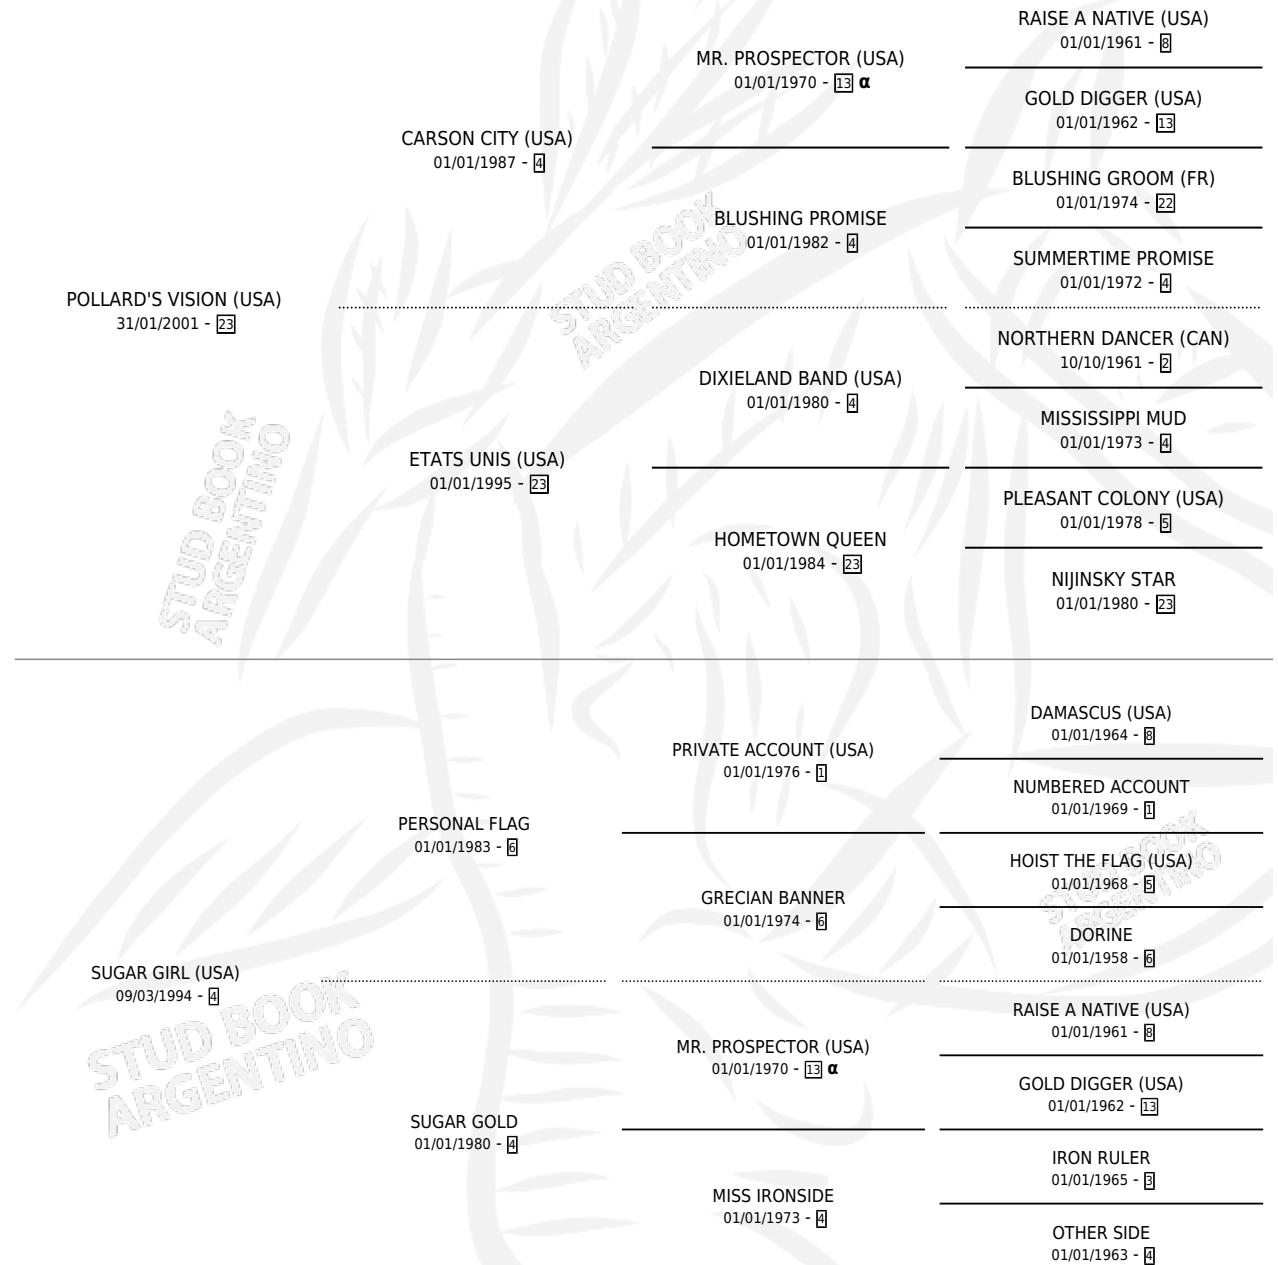 RAISE A NATIVE (USA)
01/01/1961 - 8
MR. PROSPECTOR (USA)
01/01/1970 - 13 α
GOLD DIGGER (USA)
01/01/1962 - 13
CARSON CITY (USA)
01/01/1987 - 4
BLUSHING GROOM (FR)
01/01/1974 - 22
BLUSHING PROMISE
01/01/1982 - 4
SUMMERTIME PROMISE
01/01/1972 - 4
POLLARD'S VISION (USA)
31/01/2001 - 23
NORTHERN DANCER (CAN)
10/10/1961 - 2
DIXIELAND BAND (USA)
01/01/1980 - 4
MISSISSIPPI MUD
01/01/1973 - 4
ETATS UNIS (USA)
01/01/1995 - 23
PLEASANT COLONY (USA)
01/01/1978 - 5
HOMETOWN QUEEN
01/01/1984 - 23
NIJINSKY STAR
01/01/1980 - 23
STUD BOOK
ARGENTINO
STUD BOOK
ARGENTINO
DAMASCUS (USA)
01/01/1964 - 8
PRIVATE ACCOUNT (USA)
01/01/1976 - 1
NUMBERED ACCOUNT
01/01/1969 - 1
PERSONAL FLAG
01/01/1983 - 6
HOIST THE FLAG (USA)
01/01/1968 - 5
GRECIAN BANNER
01/01/1974 - 6
DORINE
01/01/1958 - 6
SUGAR GIRL (USA)
09/03/1994 - 4
RAISE A NATIVE (USA)
01/01/1961 - 8
MR. PROSPECTOR (USA)
01/01/1970 - 13 α
GOLD DIGGER (USA)
01/01/1962 - 13
SUGAR GOLD
01/01/1980 - 4
IRON RULER
01/01/1965 - 3
MISS IRONSIDE
01/01/1973 - 4
OTHER SIDE
01/01/1963 - 4
STUD BOOK
ARGENTINO
STUD BOOK
ARGENTINO